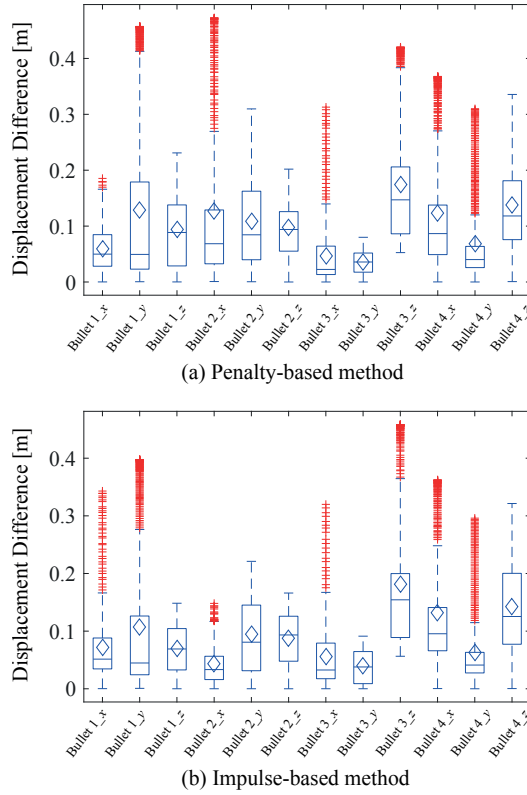 Displacement Difference [m]
0.4
0.3
0.2
0.1
0
Bullet 1_x
Bullet 1_y
Bullet 1_z
Bullet 2_x
Bullet 2_y
Bullet 2_z
Bullet 3_x
Bullet 3_y
Bullet 3_z
Bullet 4_x
Bullet 4_y
Bullet 4_z
(a) Penalty-based method
Displacement Difference [m]
0.4
0.3
0.2
0.1
0
Bullet 1_x
Bullet 1_y
Bullet 1_z
Bullet 2_x
Bullet 2_y
Bullet 2_z
Bullet 3_x
Bullet 3_y
Bullet 3_z
Bullet 4_x
Bullet 4_y
Bullet 4_z
(b) Impulse-based method